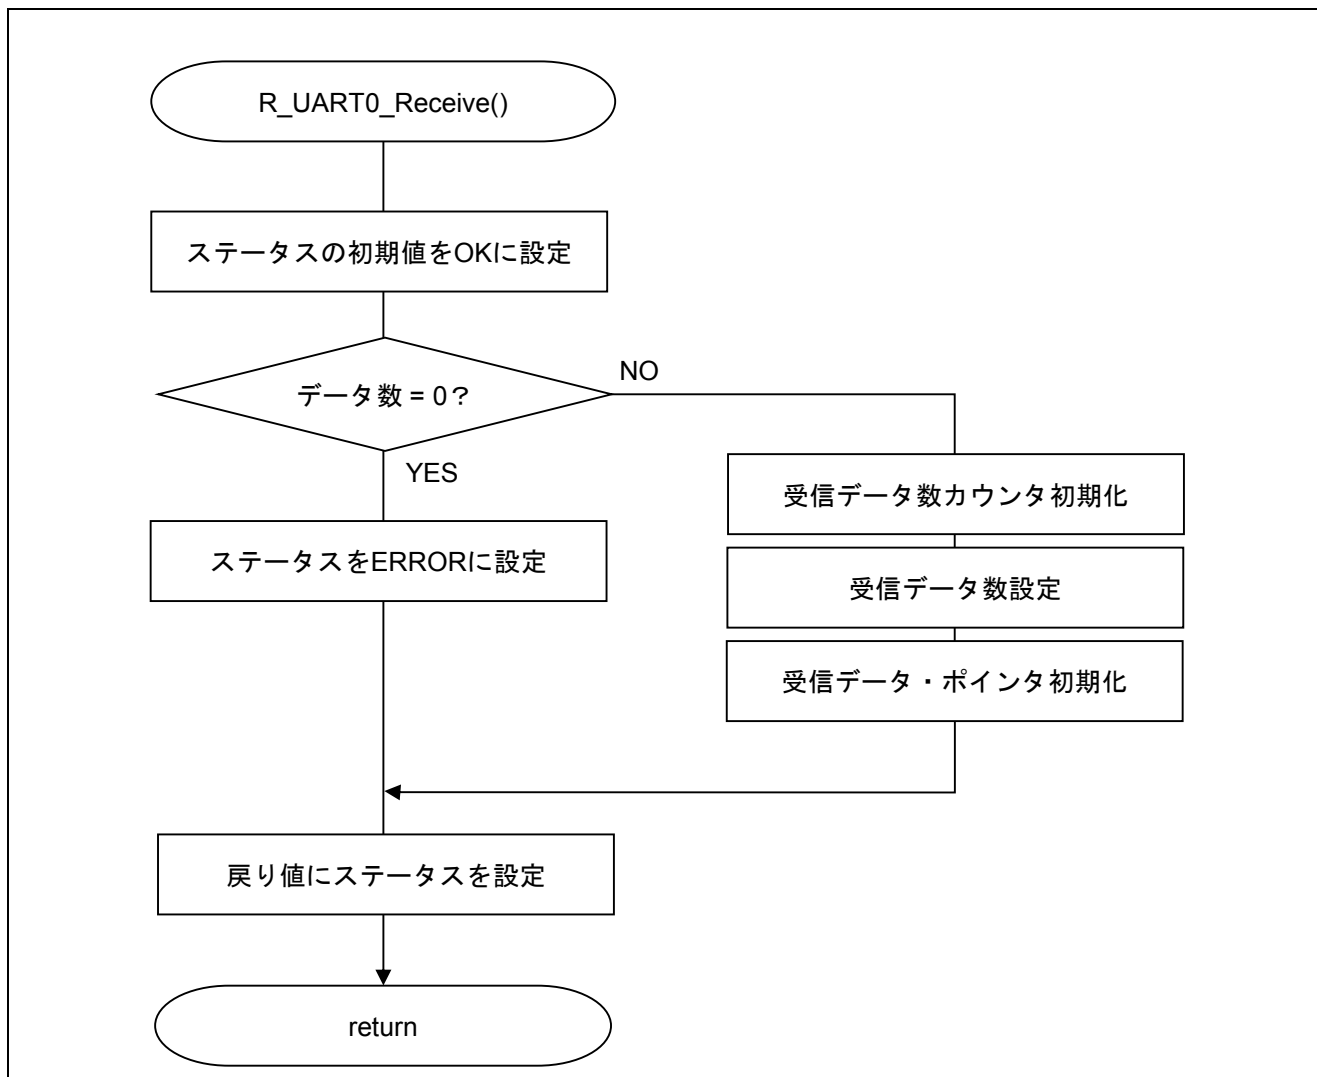 R_UART0_Receive()
ステータスの初期値をOKに設定
データ数 = 0？
NO
YES
受信データ数カウンタ初期化
ステータスをERRORに設定
受信データ数設定
受信データ・ポインタ初期化
戻り値にステータスを設定
return